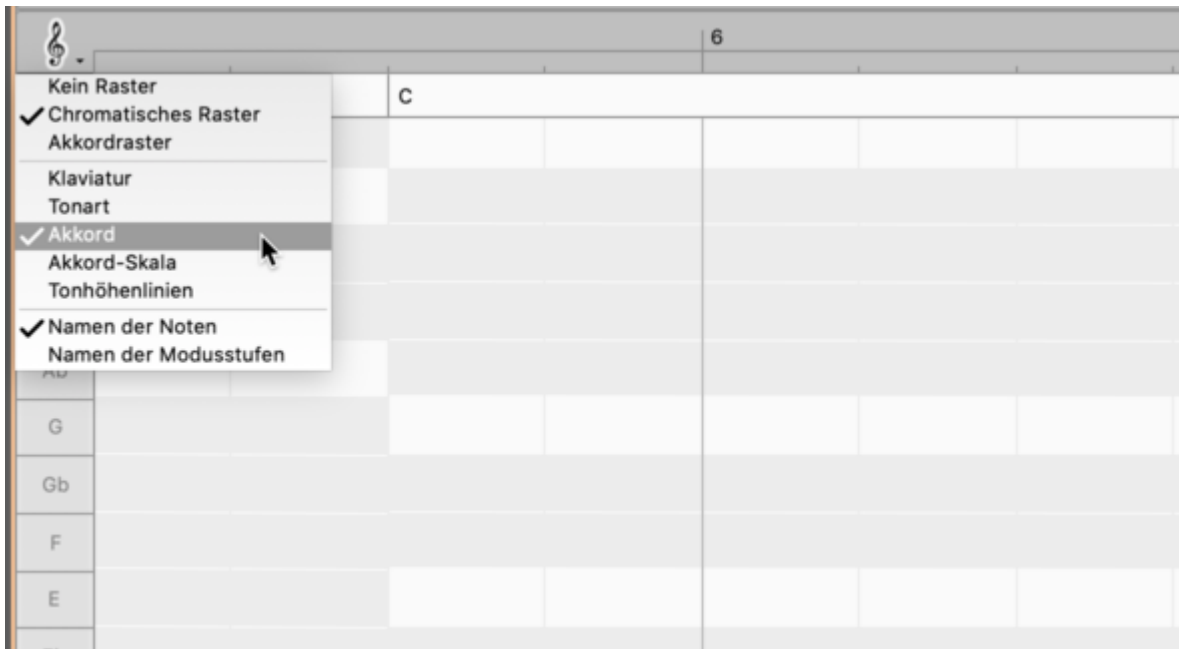 6
Kein Raster
C
Chromatisches Raster
Akkordraster
Klaviatur
Tonart
Akkord
Akkord-Skala
Tonhöhenlinien
Namen der Noten
Namen der Modusstufen
Ab
G
Gb
F
E